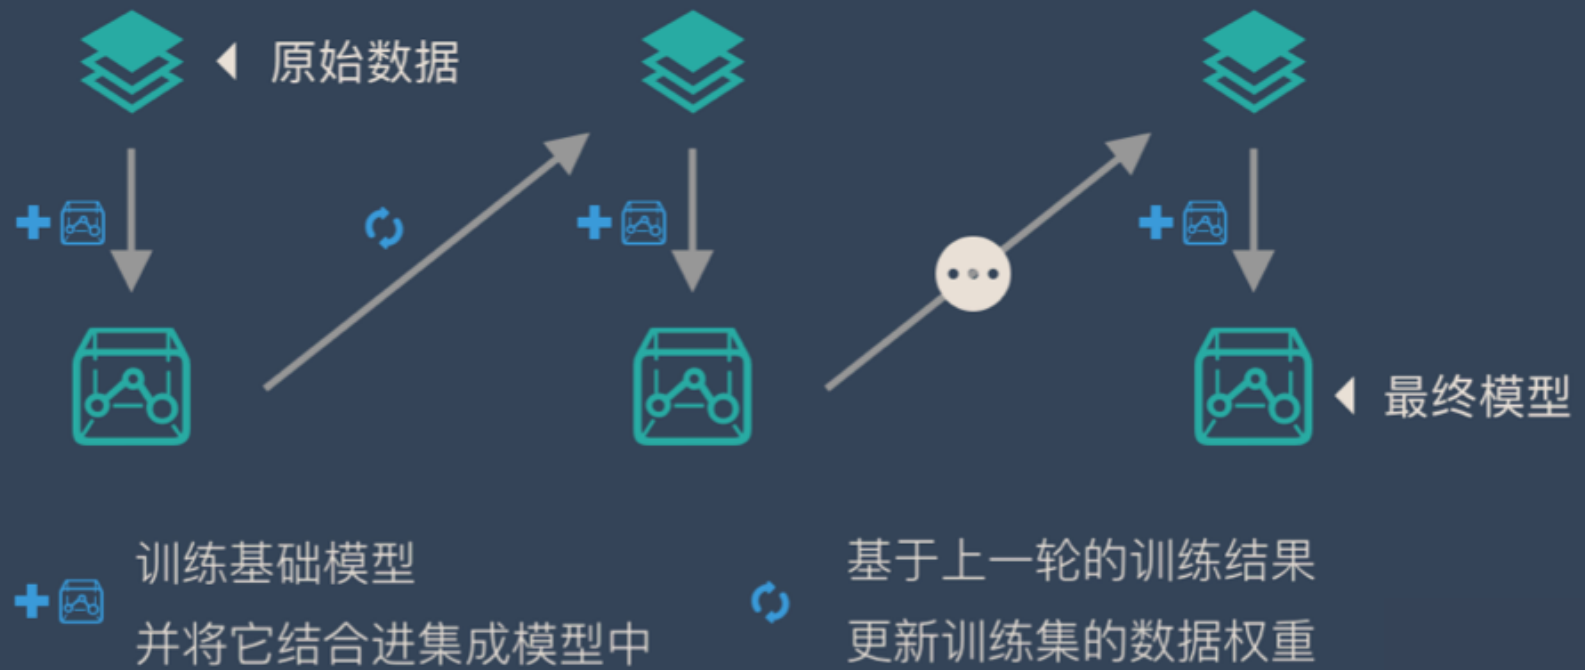 原始数据
最终模型
训练基础模型
并将它结合进集成模型中
基于上一轮的训练结果
更新训练集的数据权重